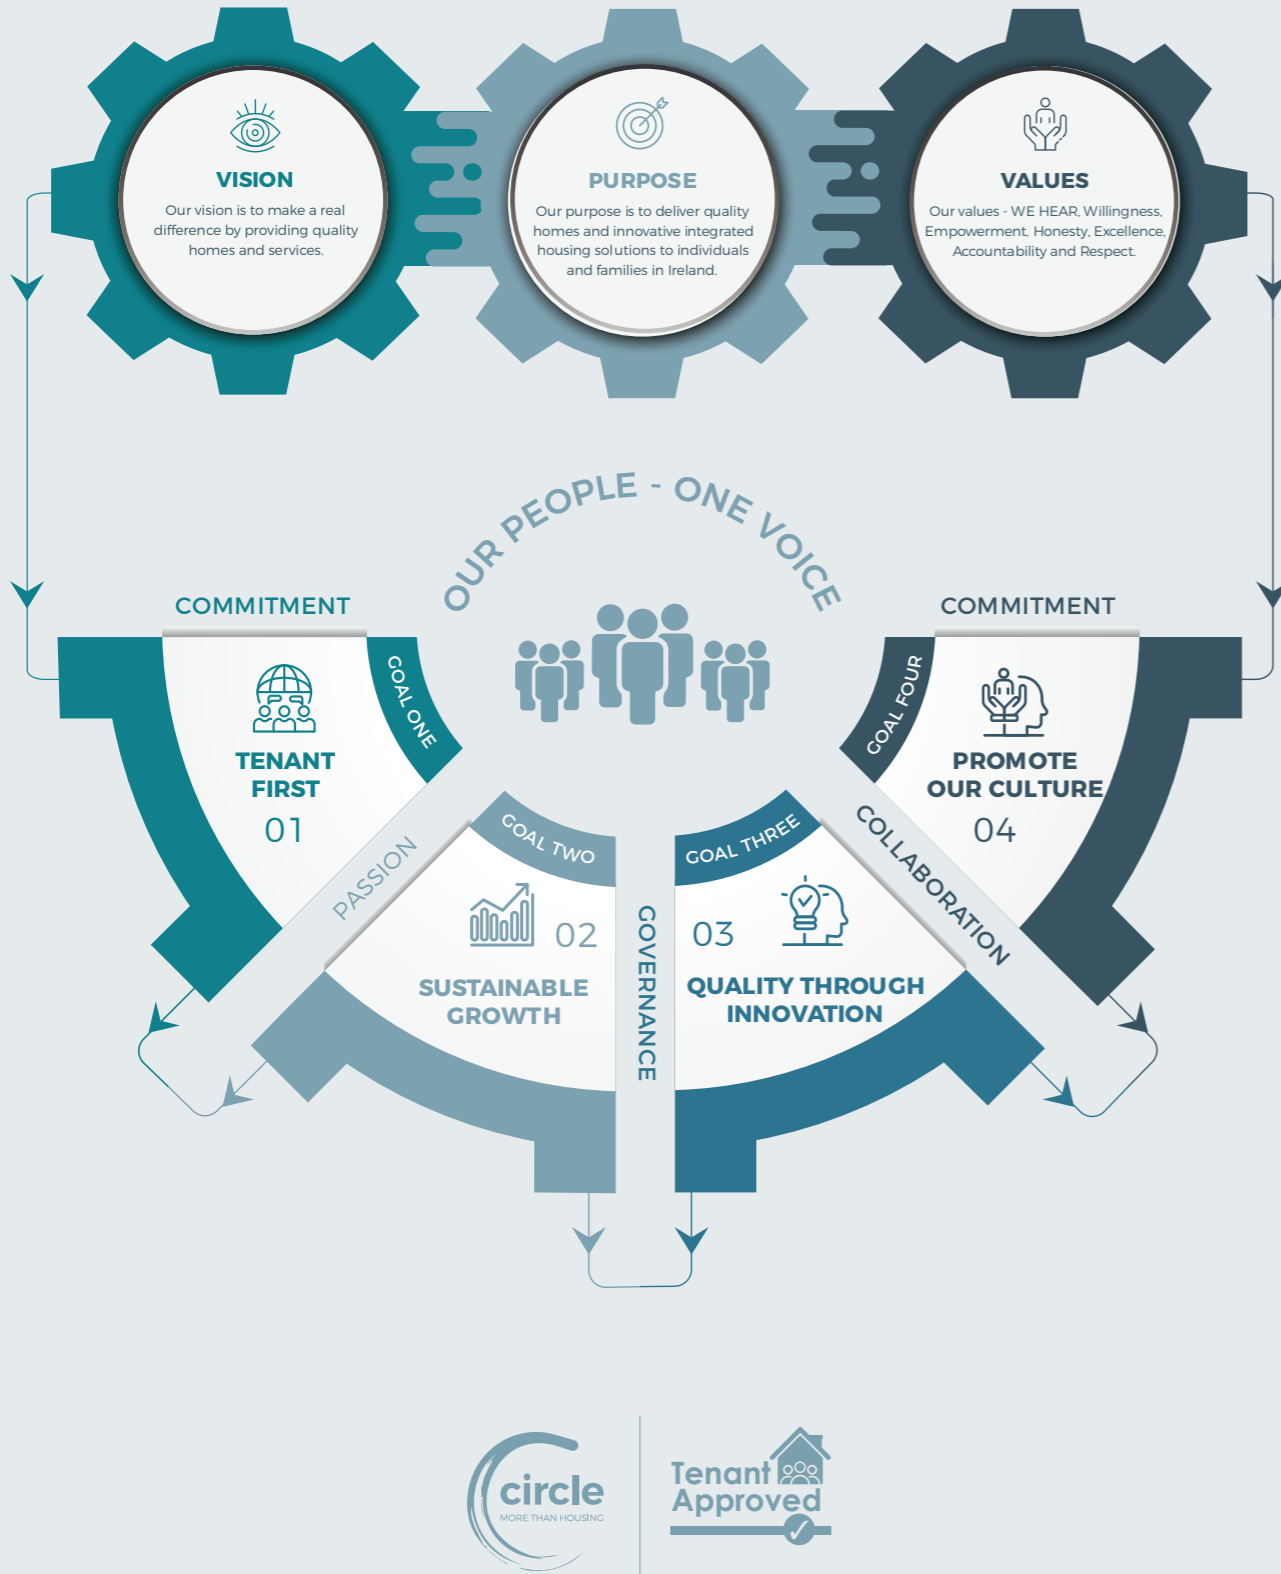 VISION
Our vision is to make a real
difference by providing quality
homes and services.
PURPOSE
Our purpose is to deliver quality
homes and innovative integrated
housing solutions to individuals
and families in Ireland.
VALUES
Our values - WE HEAR, Willingness,
Empowerment, Honesty, Excellence,
Accountability and Respect.
OUR PEOPLE - ONE VOICE
COMMITMENT
GOAL ONE
TENANT
FIRST
01
PASSION
GOAL TWO
02
SUSTAINABLE
GROWTH
GOVERNANCE
GOAL THREE
03
QUALITY THROUGH
INNOVATION
COLLABORATION
COMMITMENT
GOAL FOUR
PROMOTE
OUR CULTURE
04
circle
MORE THAN HOUSING
Tenant
Approved